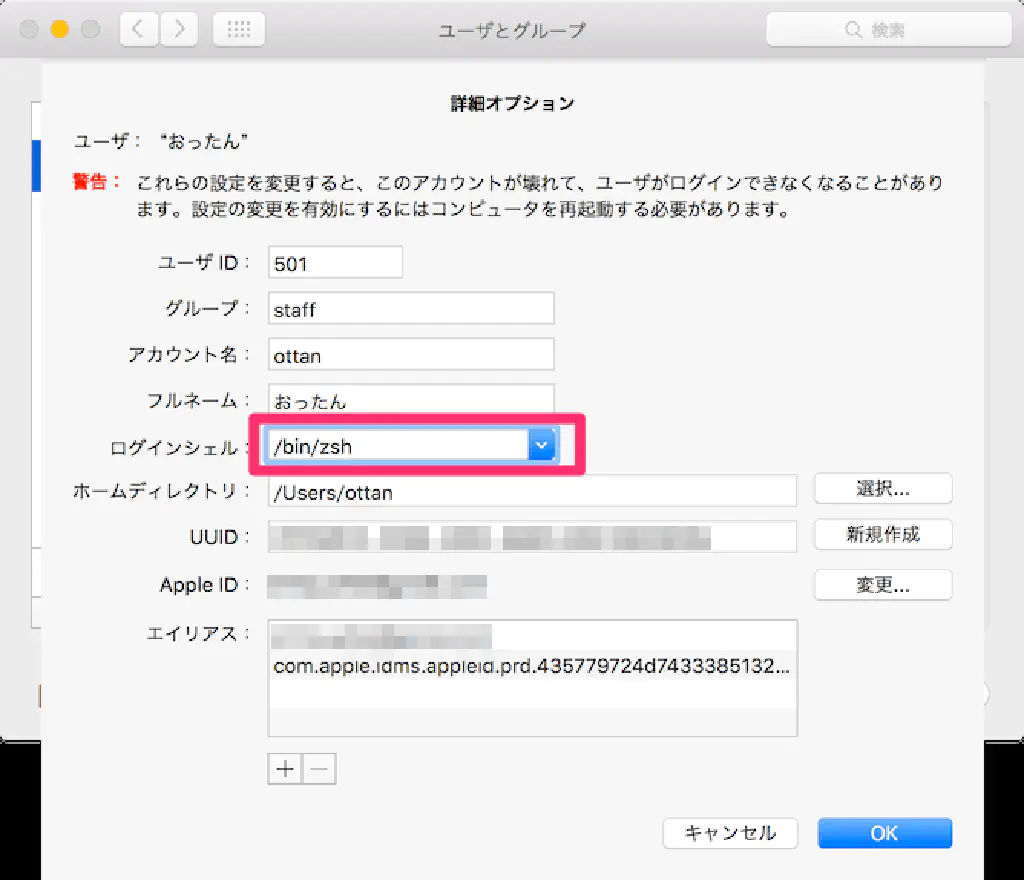 ユーザとグループ
検索
詳細オプション
ユーザ： “おったん”
警告： これらの設定を変更すると、このアカウントが壊れて、ユーザがログインできなくなることがあり
ます。設定の変更を有効にするにはコンピュータを再起動する必要があります。
ユーザ ID： 501
グループ： staff
アカウント名： ottan
フルネーム： おったん
ログインシェル： /bin/zsh
ホームディレクトリ： /Users/ottan 選択...
UUID： 新規作成
Apple ID： 変更...
エイリアス：
com.apple.idms.appleid.prd.435779724d7433385132...
キャンセル OK